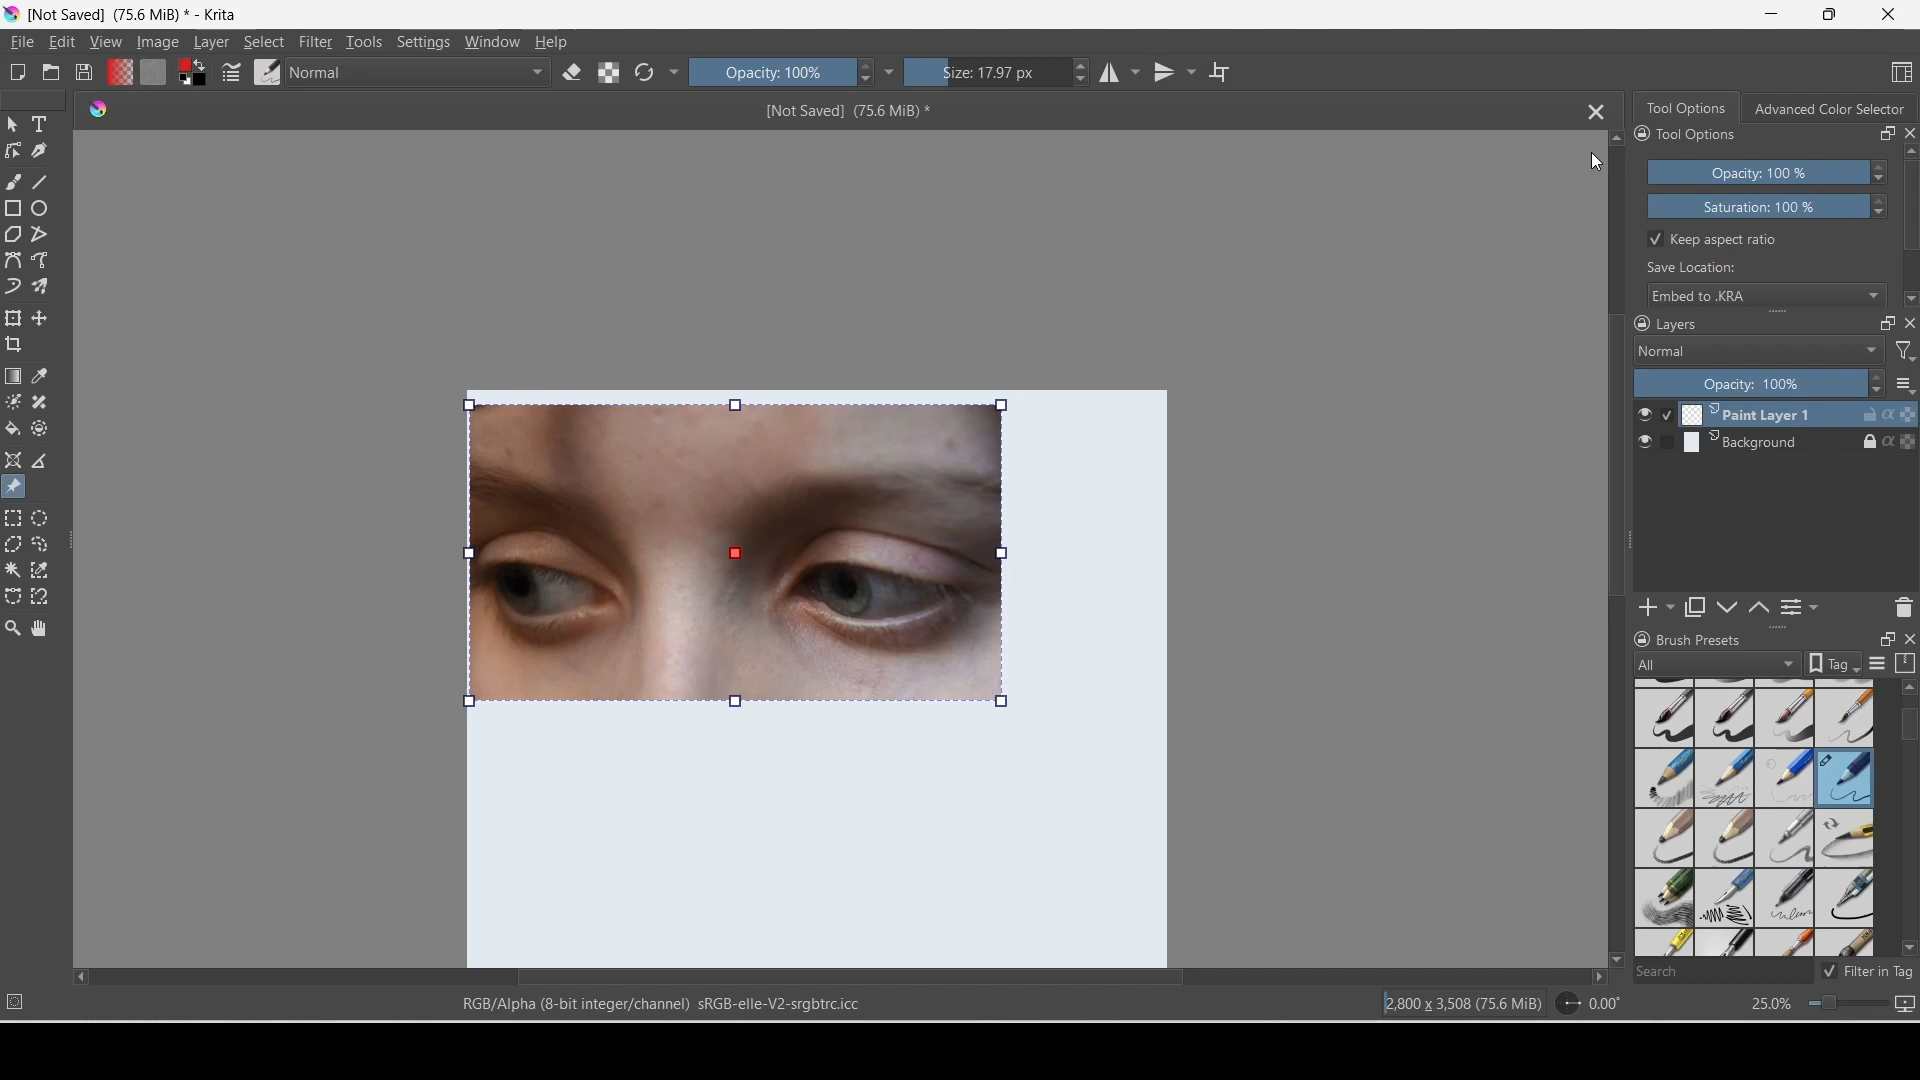 [Not Saved] (75.6 MiB) * - Krita
File Edit View Image Layer Select Filter Tools Settings Window Help
Normal Opacity: 100% Size: 17.97 px
[Not Saved] (75.6 MiB) *
Tool Options Advanced Color Selector
Tool Options
Opacity: 100 %
Saturation: 100 %
Keep aspect ratio
Save Location:
Embed to .KRA
Layers
Normal
Opacity: 100%
Paint Layer 1
Background
Brush Presets
All Tag
Search Filter in Tag
RGB/Alpha (8-bit integer/channel) sRGB-elle-V2-srgbtrc.icc 2,800 x 3,508 (75.6 MiB) 0.00° 25.0%